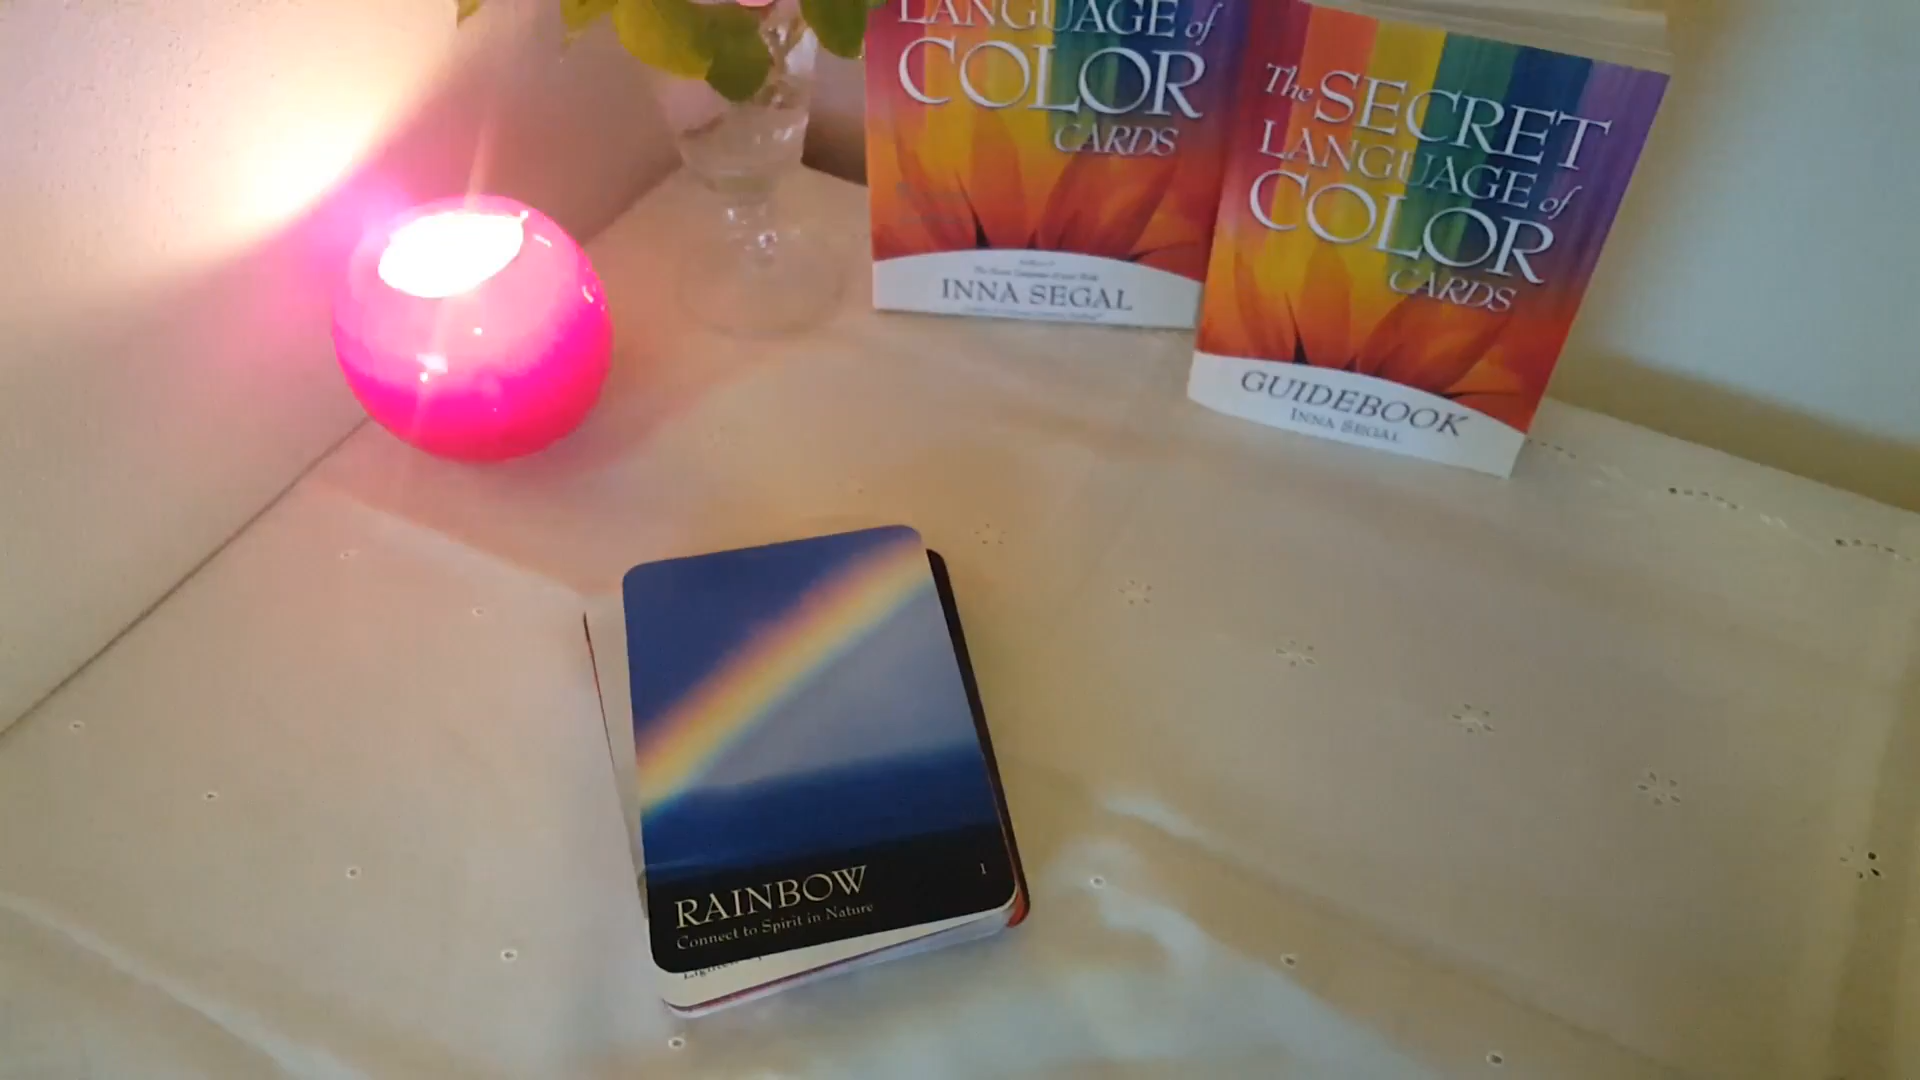 LANGUAGE of
COLOR
CARDS
INNA SEGAL
The SECRET
LANGUAGE of
COLOR
CARDS
GUIDEBOOK
INNA SEGAL
RAINBOW
1
Connect to Spirit in Nature